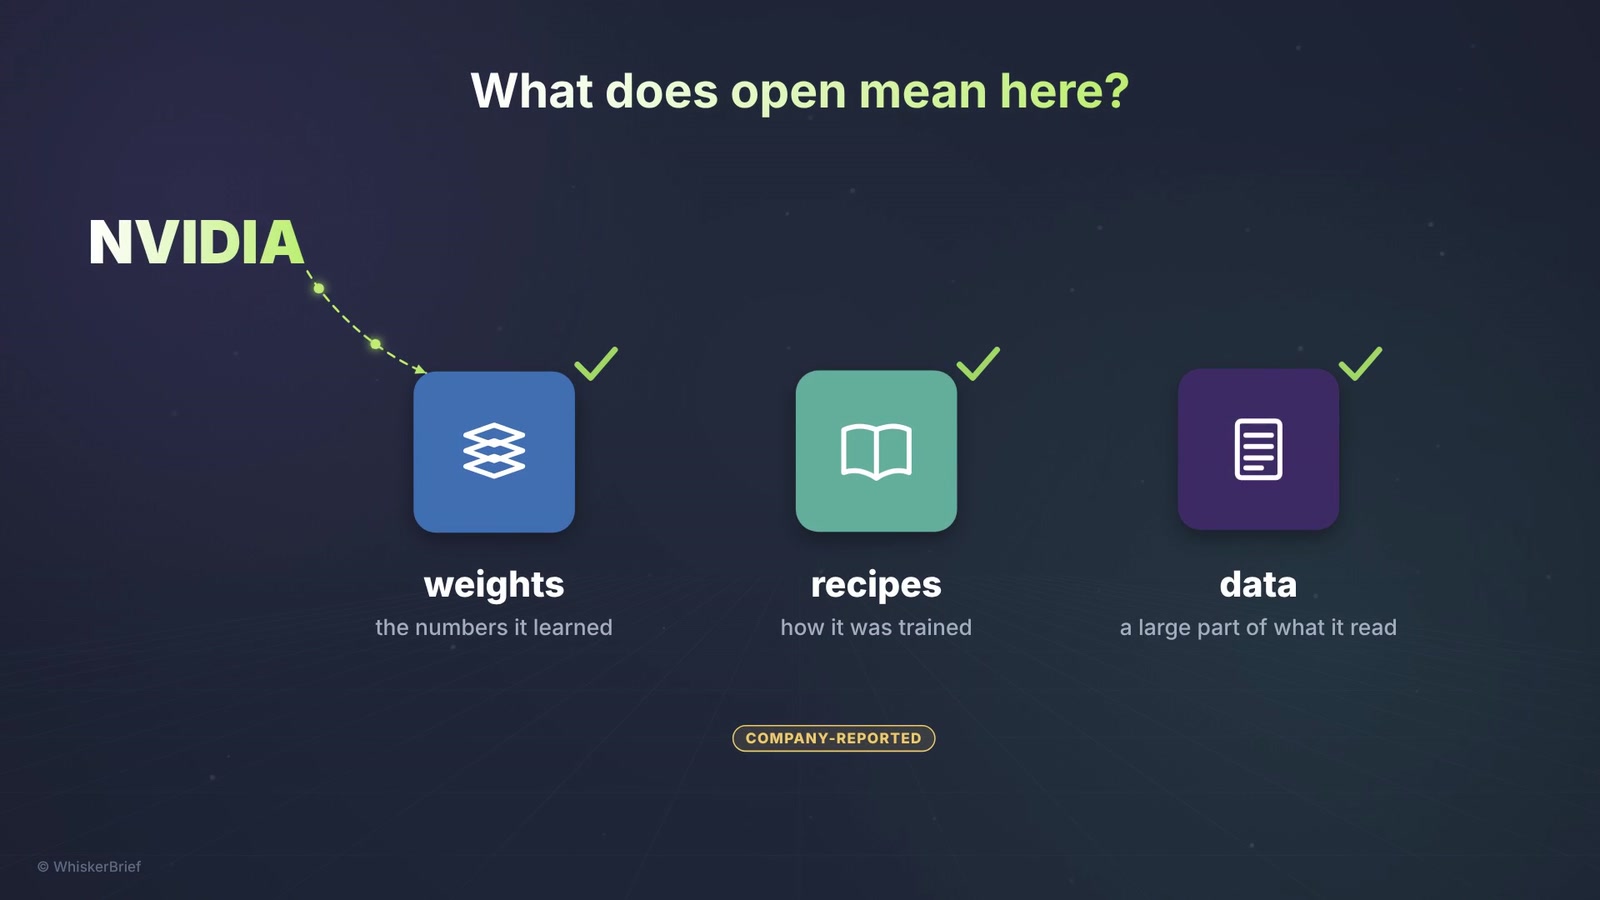 What does open mean here?
NVIDIA
weights
the numbers it learned
recipes
how it was trained
data
a large part of what it read
COMPANY-REPORTED
© WhiskerBrief